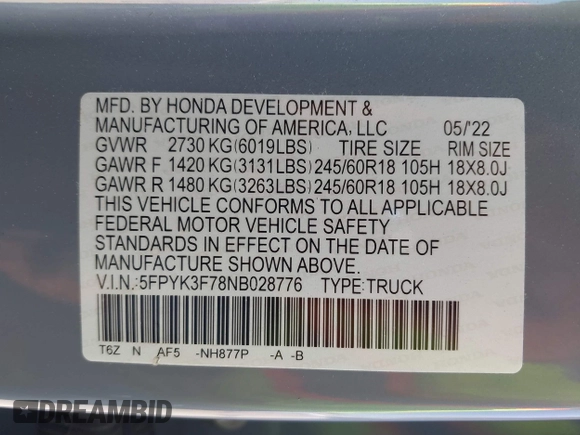 MFD. BY HONDA DEVELOPMENT &
MANUFACTURING OF AMERICA, LLC 05/'22
GVWR 2730 KG(6019LBS) TIRE SIZE RIM SIZE
GAWR F 1420 KG(3131LBS) 245/60R18 105H 18X8.0J
GAWR R 1480 KG(3263LBS) 245/60R18 105H 18X8.0J
THIS VEHICLE CONFORMS TO ALL APPLICABLE
FEDERAL MOTOR VEHICLE SAFETY
STANDARDS IN EFFECT ON THE DATE OF
MANUFACTURE SHOWN ABOVE.
V.I.N.:5FPYK3F78NB028776 TYPE:TRUCK
T6Z N AF5 -NH877P -A -B
DREAMBID